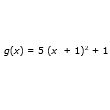 g(x) = 5 (x + 1)² + 1